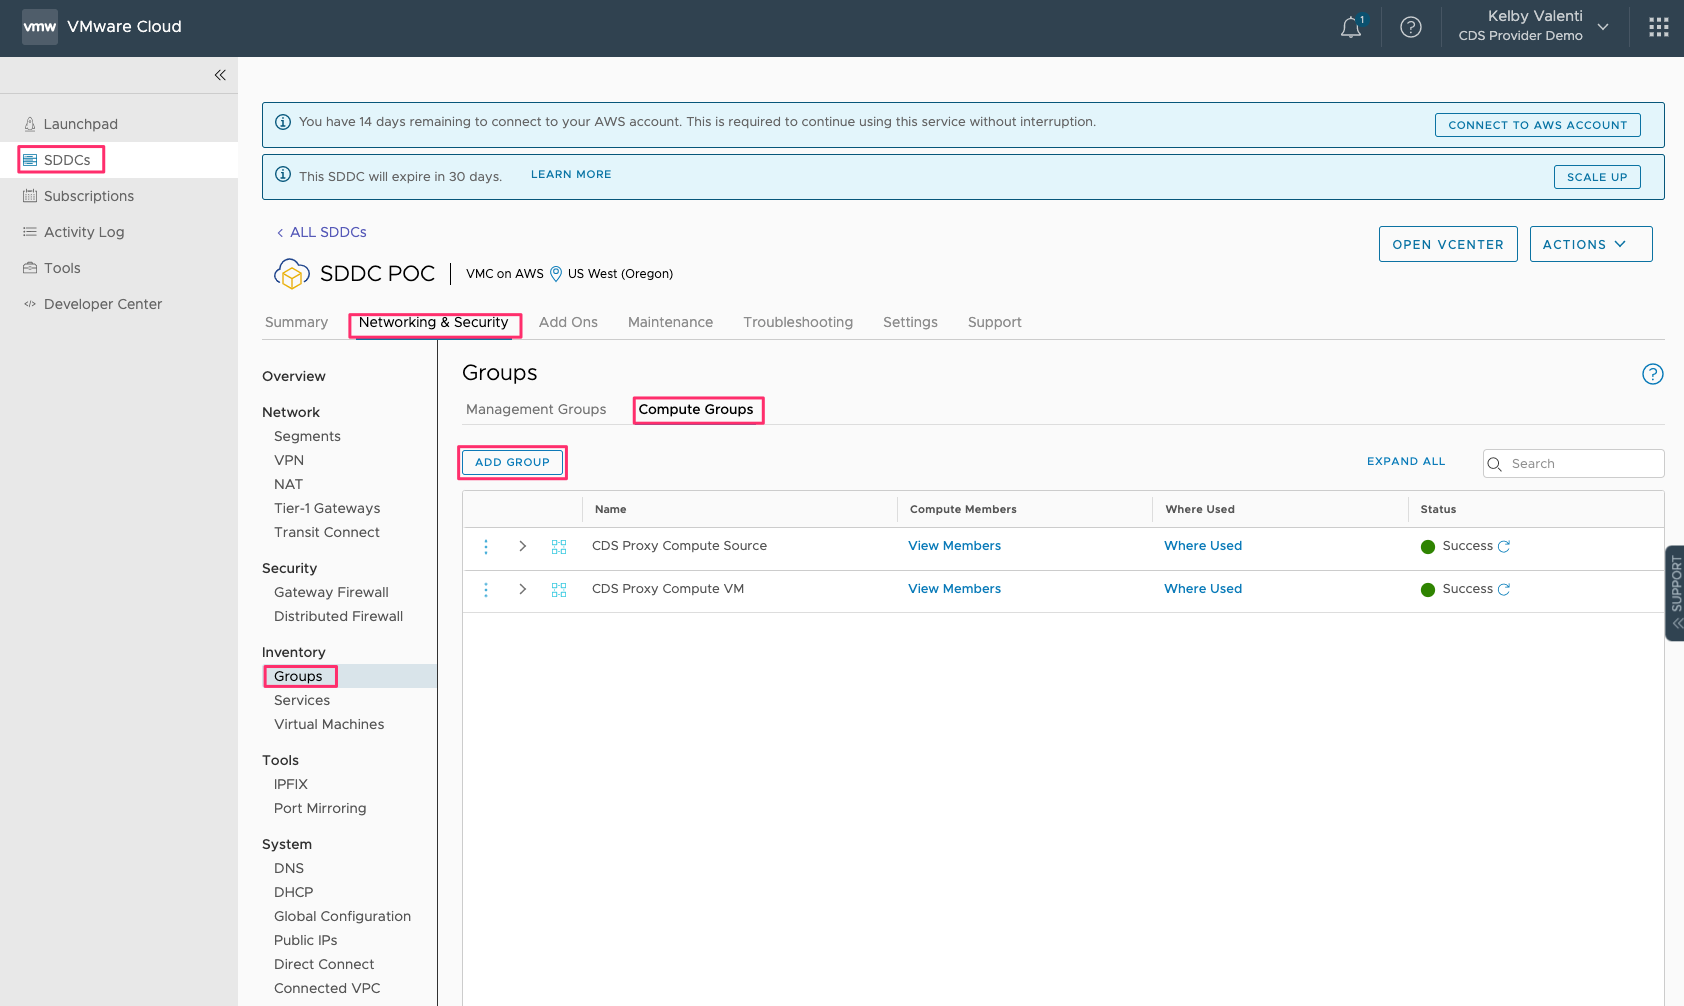 vmw VMware Cloud
1
?
Kelby Valenti
CDS Provider Demo
Launchpad
SDDCs
Subscriptions
Activity Log
Tools
Developer Center
You have 14 days remaining to connect to your AWS account. This is required to continue using this service without interruption.
CONNECT TO AWS ACCOUNT
This SDDC will expire in 30 days.
LEARN MORE
SCALE UP
ALL SDDCs
OPEN VCENTER
ACTIONS
SDDC POC
VMC on AWS
US West (Oregon)
Summary
Networking & Security
Add Ons
Maintenance
Troubleshooting
Settings
Support
Overview
Network
Segments
VPN
NAT
Tier-1 Gateways
Transit Connect
Security
Gateway Firewall
Distributed Firewall
Inventory
Groups
Services
Virtual Machines
Tools
IPFIX
Port Mirroring
System
DNS
DHCP
Global Configuration
Public IPs
Direct Connect
Connected VPC
Groups
?
Management Groups
Compute Groups
ADD GROUP
EXPAND ALL
Search
Name
Compute Members
Where Used
Status
CDS Proxy Compute Source
View Members
Where Used
Success
CDS Proxy Compute VM
View Members
Where Used
Success
SUPPORT